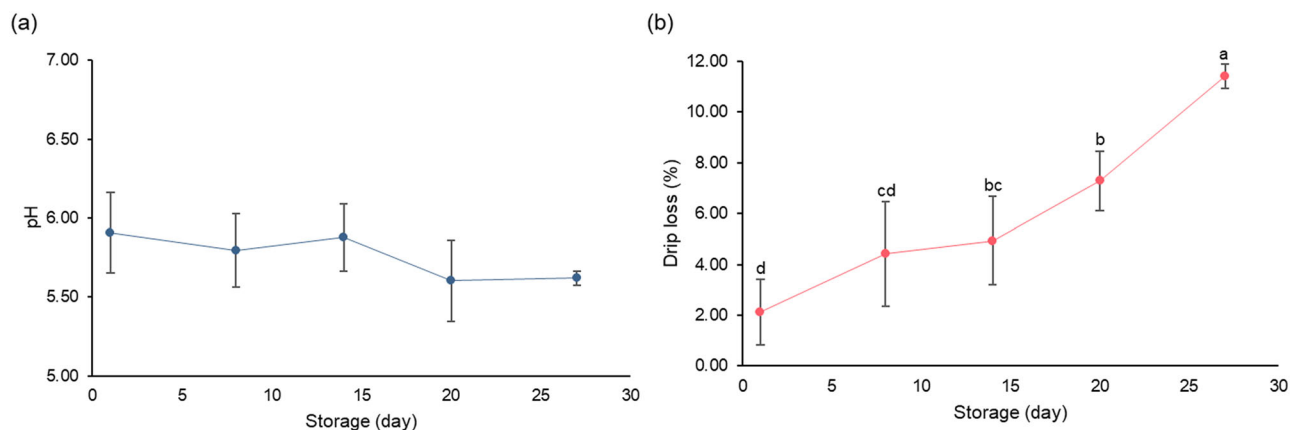 (a)
7.00
6.50
6.00
5.50
5.00
pH
0 5 10 15 20 25 30
Storage (day)
(b)
12.00
10.00
8.00
6.00
4.00
2.00
0.00
Drip loss (%)
d
cd
bc
b
a
0 5 10 15 20 25 30
Storage (day)